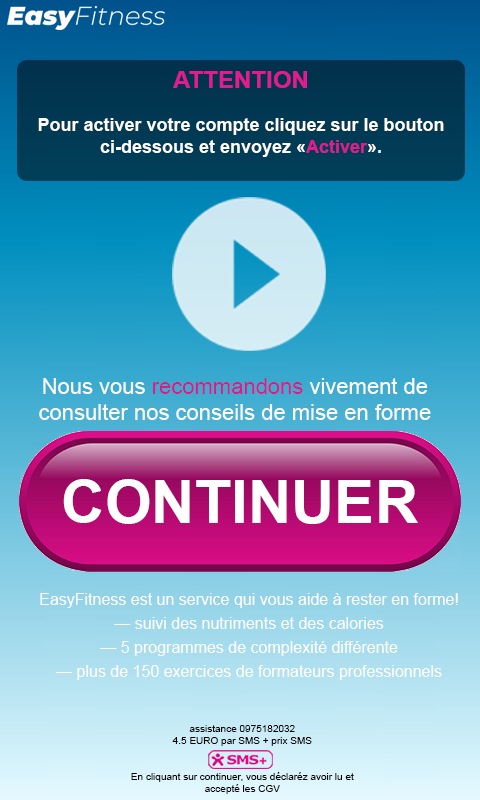 EasyFitness
ATTENTION
Pour activer votre compte cliquez sur le bouton
ci-dessous et envoyez «Activer».
Nous vous recommandons vivement de
consulter nos conseils de mise en forme
CONTINUER
EasyFitness est un service qui vous aide à rester en forme!
— suivi des nutriments et des calories
— 5 programmes de complexité différente
— plus de 150 exercices de formateurs professionnels
assistance 0975182032
4.5 EURO par SMS + prix SMS
SMS+
En cliquant sur continuer, vous déclaréz avoir lu et
accepté les CGV